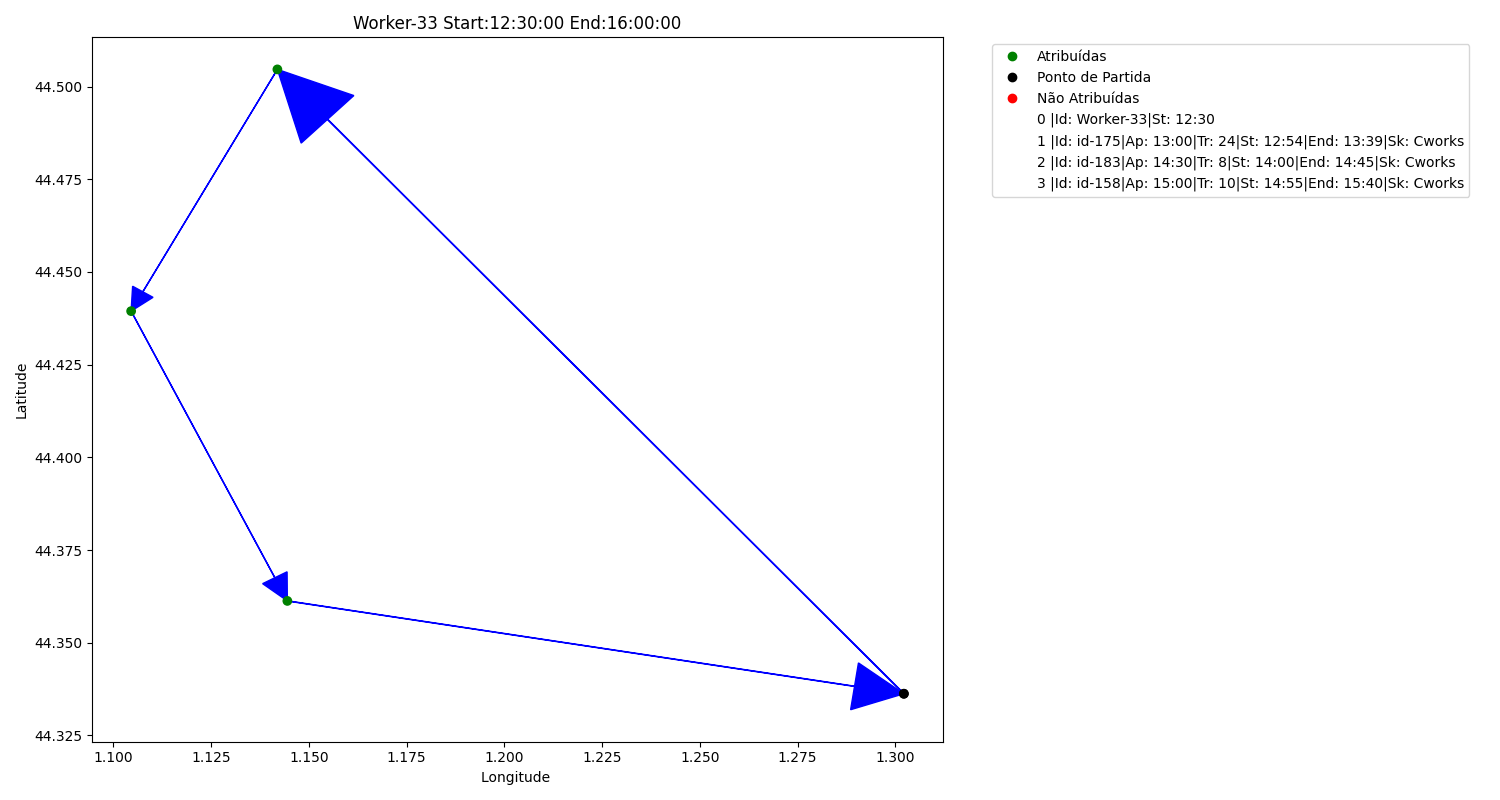 Worker-33 Start:12:30:00 End:16:00:00
44.500
44.475
44.450
44.425
44.400
44.375
44.350
44.325
Latitude
1.100 1.125 1.150 1.175 1.200 1.225 1.250 1.275 1.300
Longitude
Atribuídas
Ponto de Partida
Não Atribuídas
0 |Id: Worker-33|St: 12:30
1 |Id: id-175|Ap: 13:00|Tr: 24|St: 12:54|End: 13:39|Sk: Cworks
2 |Id: id-183|Ap: 14:30|Tr: 8|St: 14:00|End: 14:45|Sk: Cworks
3 |Id: id-158|Ap: 15:00|Tr: 10|St: 14:55|End: 15:40|Sk: Cworks